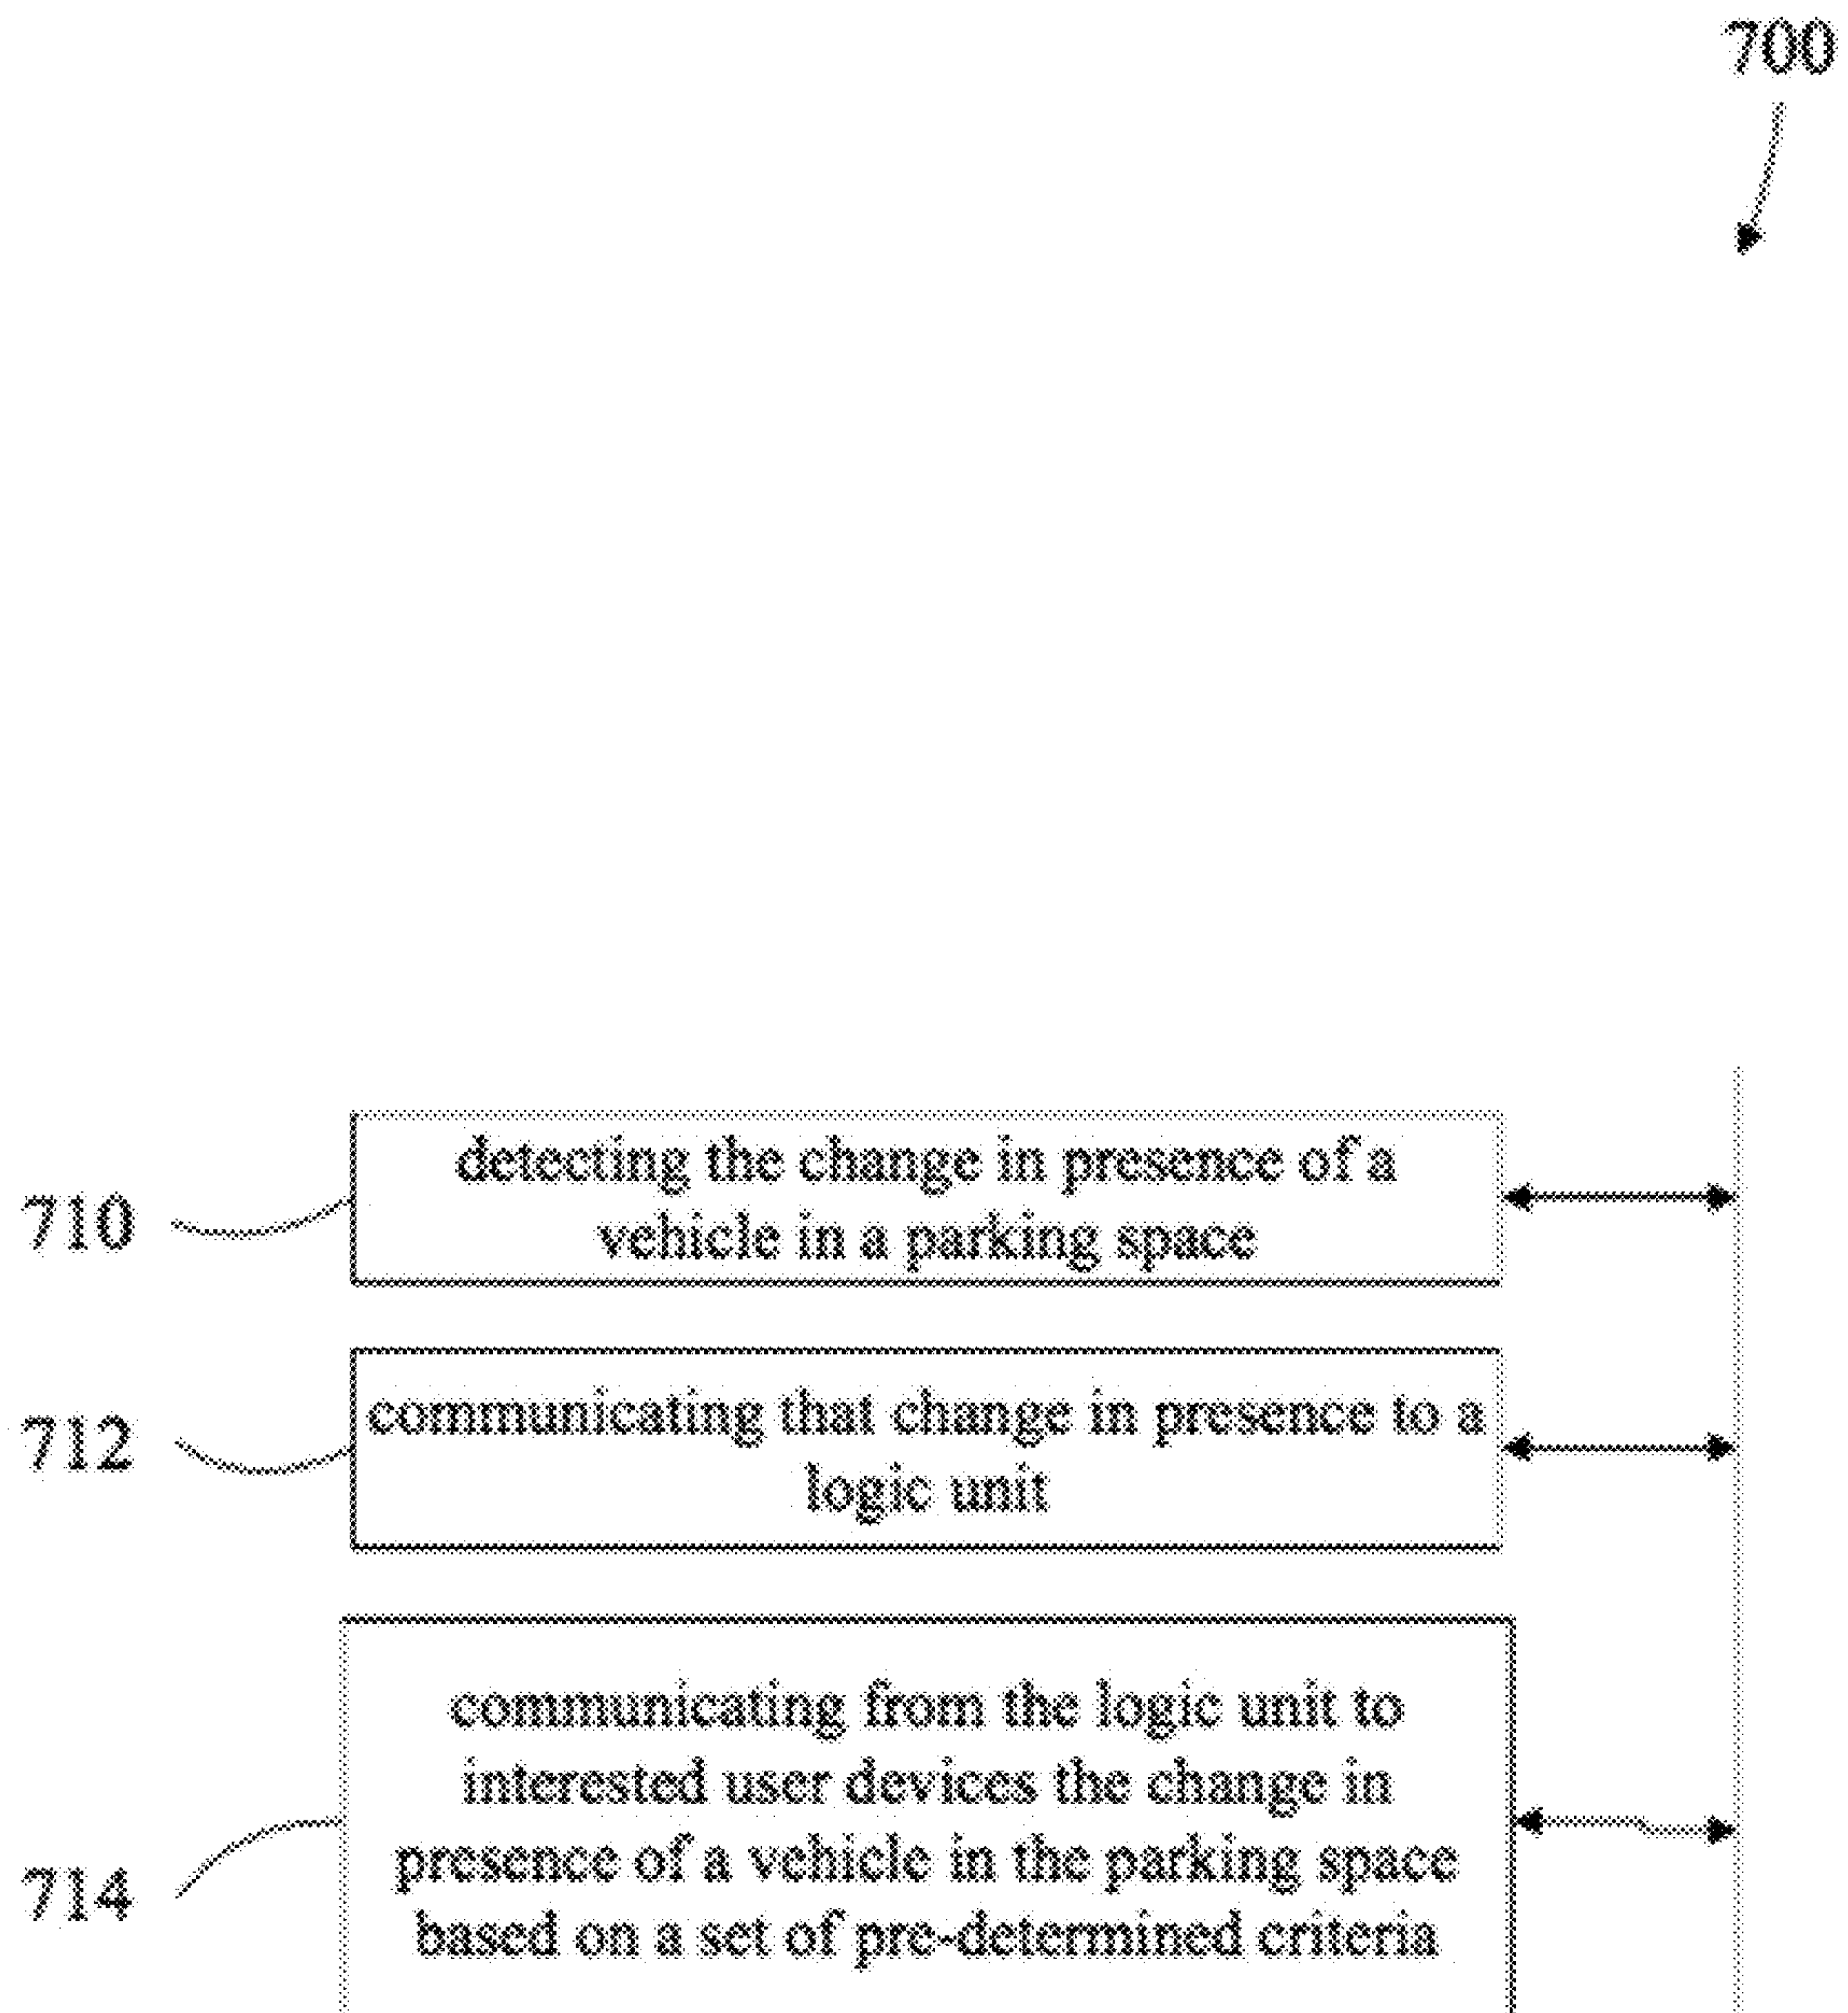 700
710
detecting the change in presence of a
vehicle in a parking space
712
communicating that change in presence to a
logic unit
714
communicating from the logic unit to
interested user devices the change in
presence of a vehicle in the parking space
based on a set of pre-determined criteria